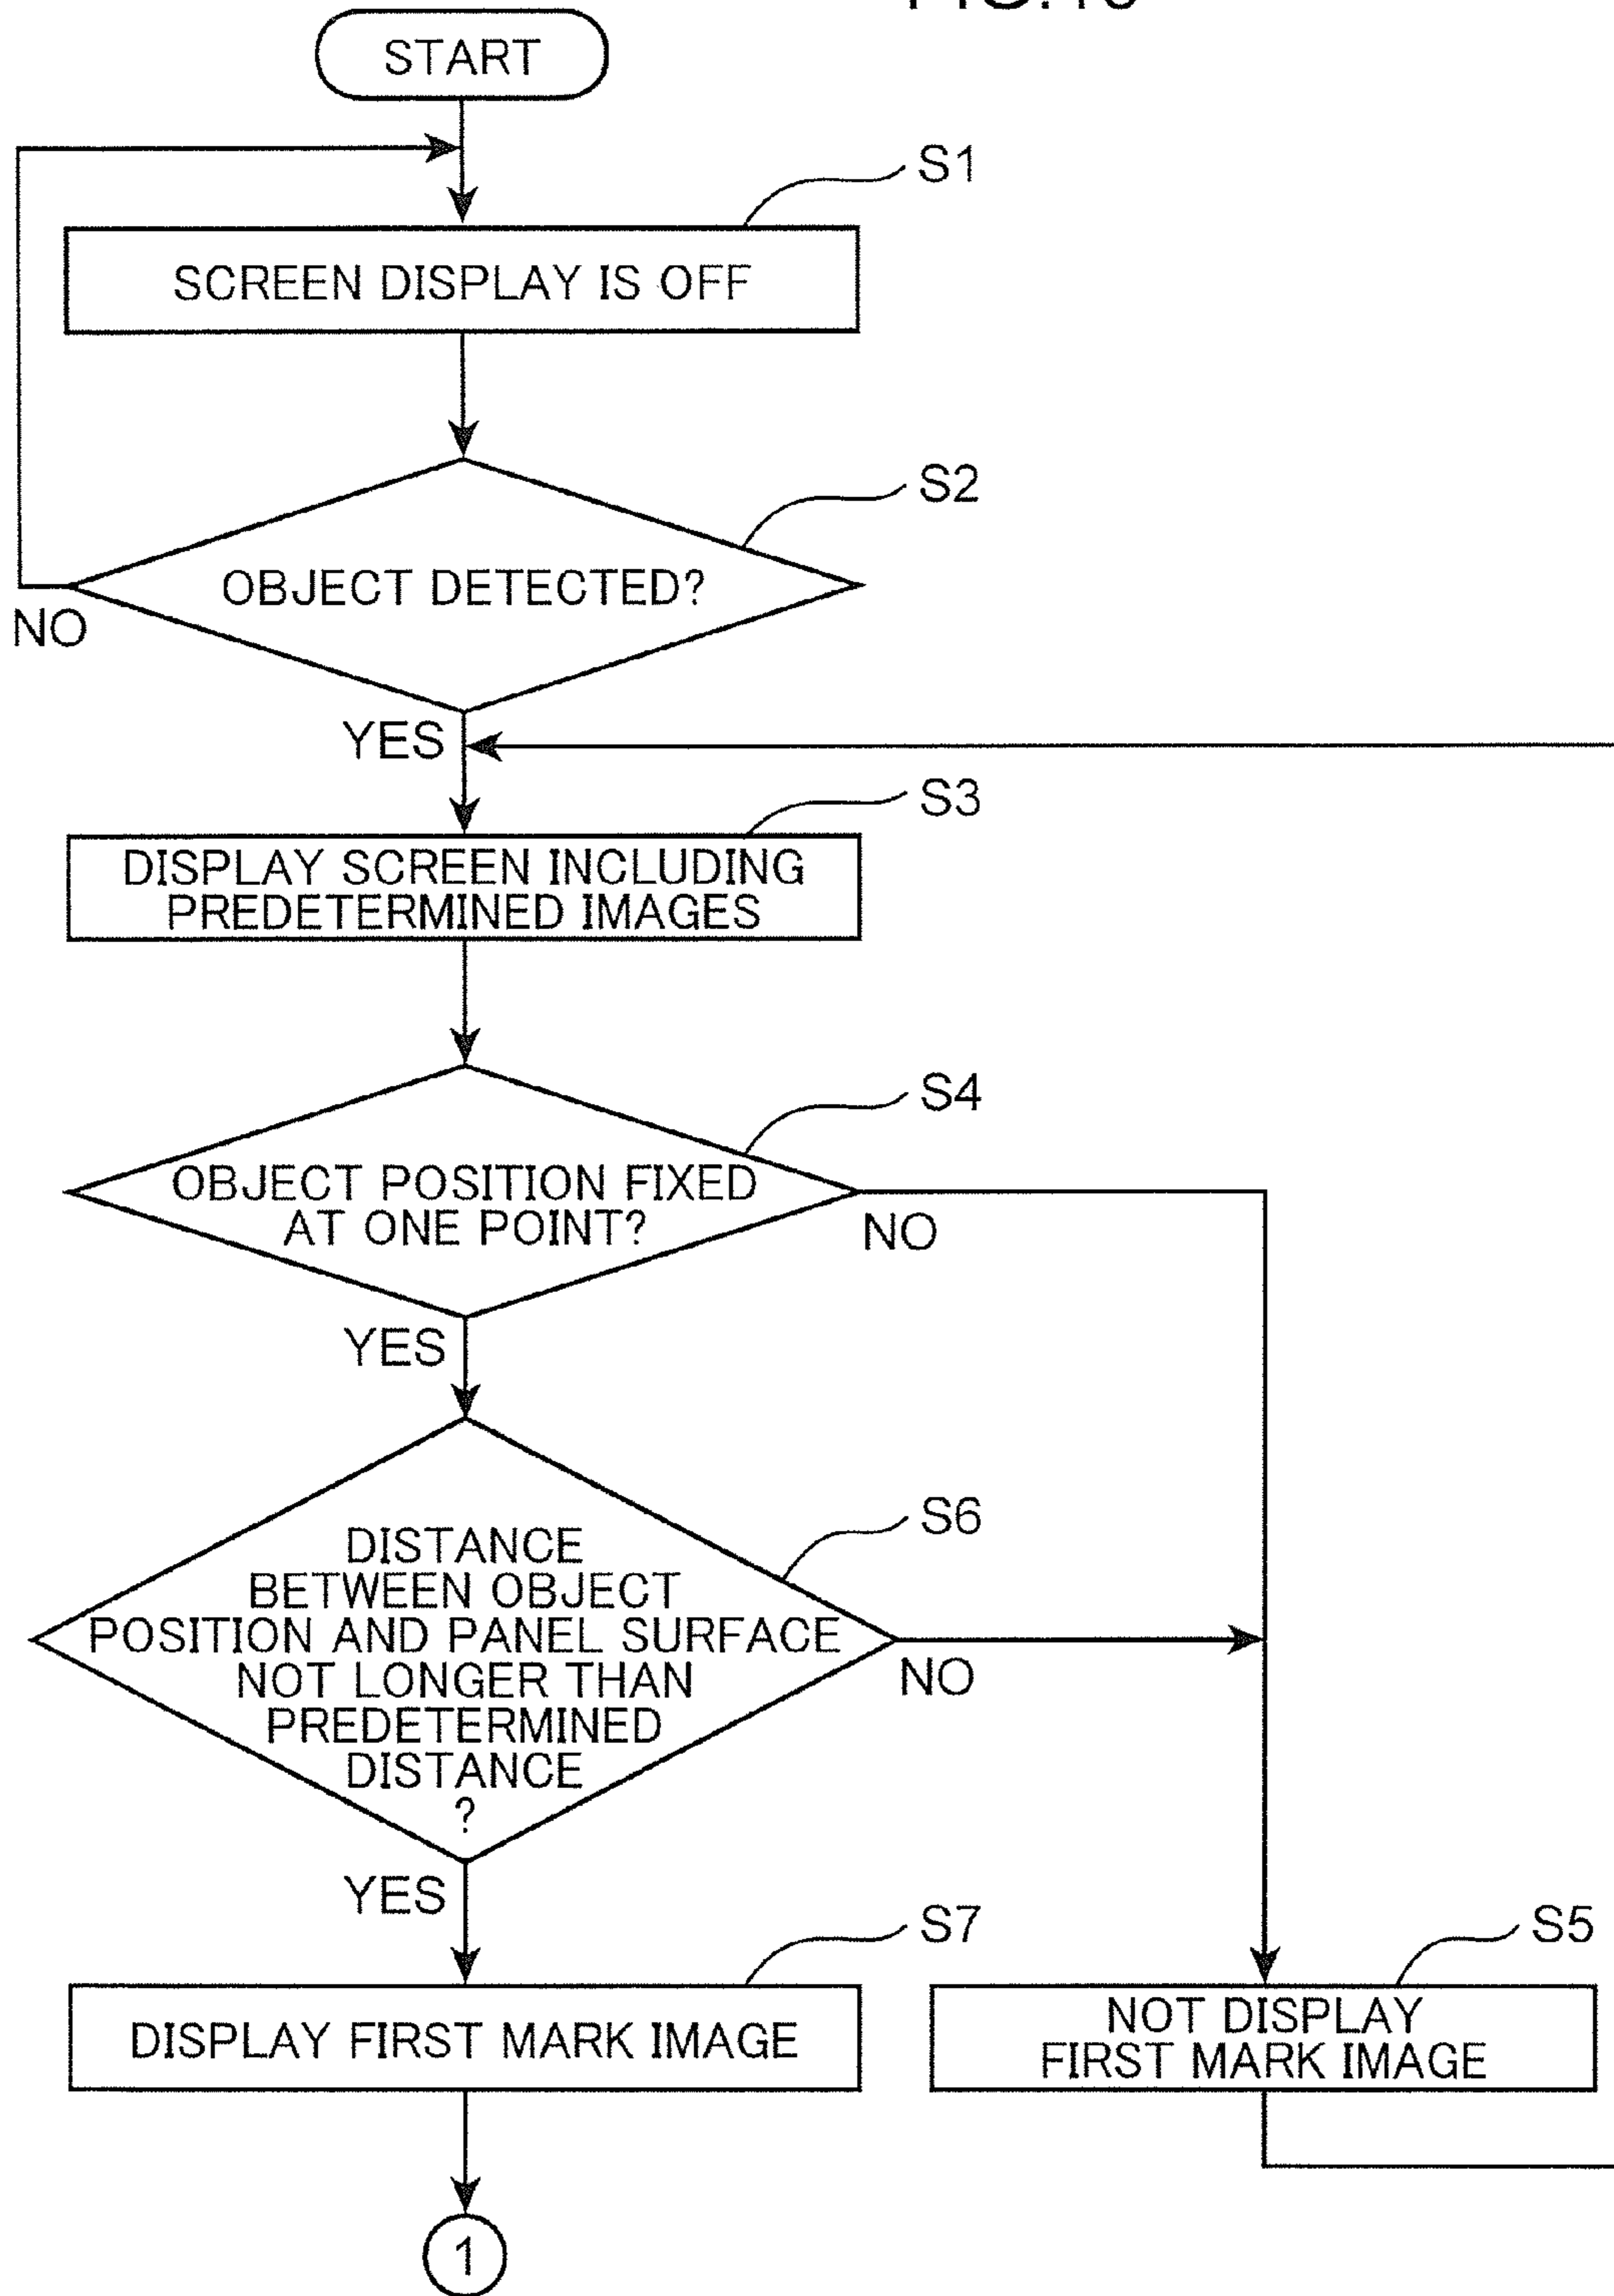 START
S1
SCREEN DISPLAY IS OFF
S2
OBJECT DETECTED?
NO
YES
S3
DISPLAY SCREEN INCLUDING
PREDETERMINED IMAGES
S4
OBJECT POSITION FIXED
AT ONE POINT?
NO
YES
S6
DISTANCE
BETWEEN OBJECT
POSITION AND PANEL SURFACE
NOT LONGER THAN
PREDETERMINED
DISTANCE
?
NO
YES
S7
DISPLAY FIRST MARK IMAGE
S5
NOT DISPLAY
FIRST MARK IMAGE
1